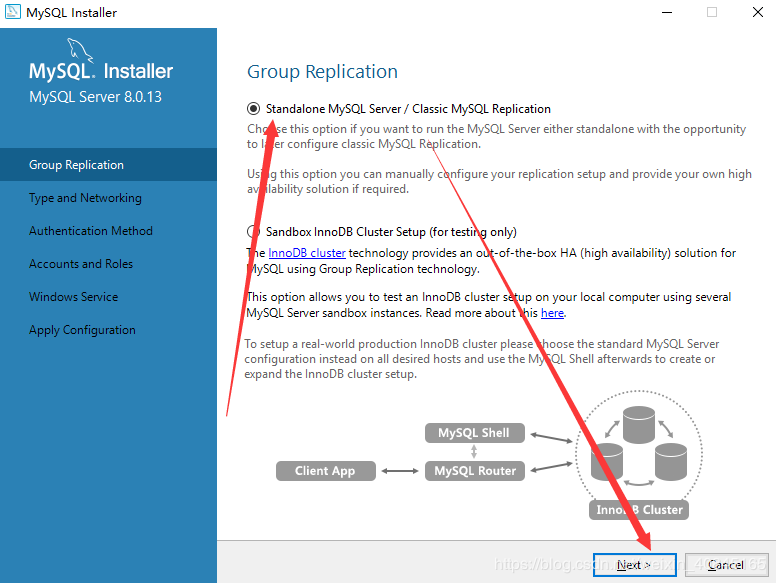 MySQL Installer
MySQL. Installer
MySQL Server 8.0.13
Group Replication
Type and Networking
Authentication Method
Accounts and Roles
Windows Service
Apply Configuration
Group Replication
Standalone MySQL Server / Classic MySQL Replication
Choose this option if you want to run the MySQL Server either standalone with the opportunity
to later configure classic MySQL Replication.
Using this option you can manually configure your replication setup and provide your own high
availability solution if required.
Sandbox InnoDB Cluster Setup (for testing only)
The InnoDB cluster technology provides an out-of-the-box HA (high availability) solution for
MySQL using Group Replication technology.
This option allows you to test an InnoDB cluster setup on your local computer using several
MySQL Server sandbox instances. Read more about this here.
To setup a real-world production InnoDB cluster please choose the standard MySQL Server
configuration instead on all desired hosts and use the MySQL Shell afterwards to create or
expand the InnoDB cluster setup.
MySQL Shell
Client App
MySQL Router
InnoDB Cluster
Next >
Cancel